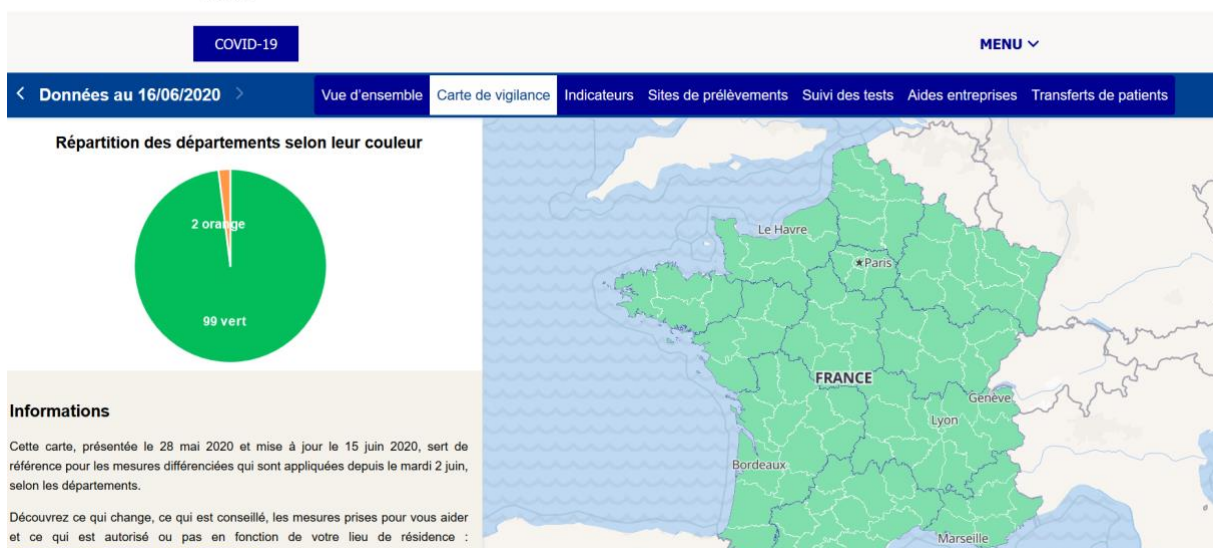 COVID-19
MENU
Données au 16/06/2020
Vue d'ensemble
Carte de vigilance
Indicateurs
Sites de prélèvements
Suivi des tests
Aides entreprises
Transferts de patients
Répartition des départements selon leur couleur
2 orange
99 vert
Informations
Cette carte, présentée le 28 mai 2020 et mise à jour le 15 juin 2020, sert de
référence pour les mesures différenciées qui sont appliquées depuis le mardi 2 juin,
selon les départements.
Découvrez ce qui change, ce qui est conseillé, les mesures prises pour vous aider
et ce qui est autorisé ou pas en fonction de votre lieu de résidence :
Le Havre
Paris
FRANCE
Genève
Lyon
Bordeaux
Marseille